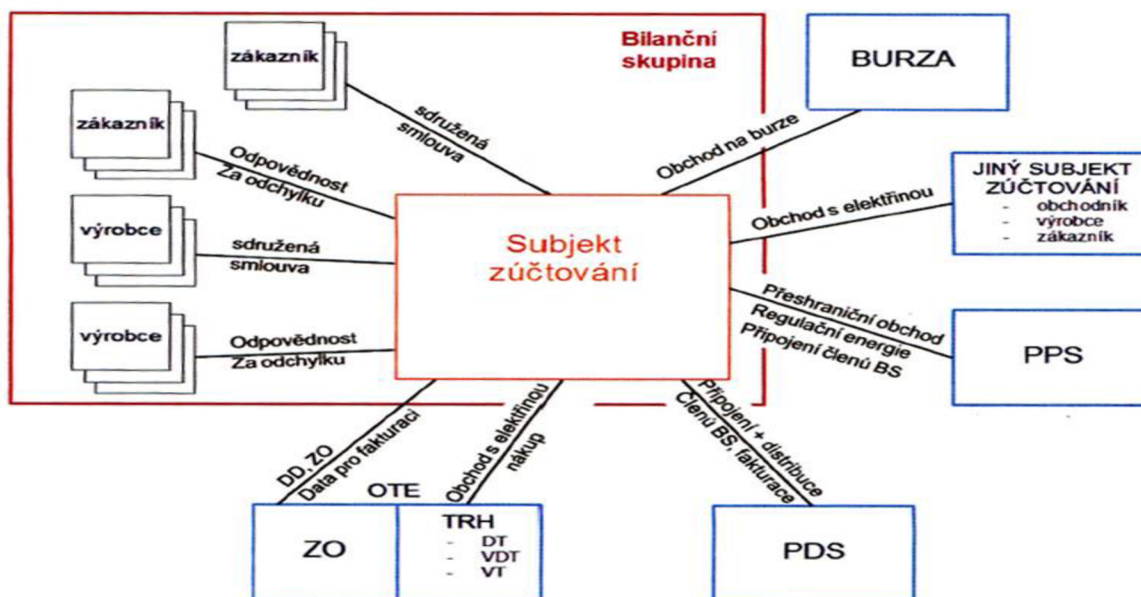 zákazník
Bilanční
skupina
BURZA
zákazník
sdružená
smlouva
Obchod na burze
Odpovědnost
Za odchylku
JINÝ SUBJEKT
ZÚČTOVÁNÍ
- obchodník
- výrobce
- zákazník
Obchod s elektřinou
výrobce
sdružená
smlouva
Subjekt
zúčtování
Přeshraniční obchod
Regulační energie
Připojení členů BS
PPS
výrobce
Odpovědnost
Za odchylku
DD, ZO
Data pro fakturaci
Obchod s elektřinou
nákup
Připojení + distribuce
Členů BS, fakturace
OTE
ZO
TRH
- DT
- VDT
- VT
PDS